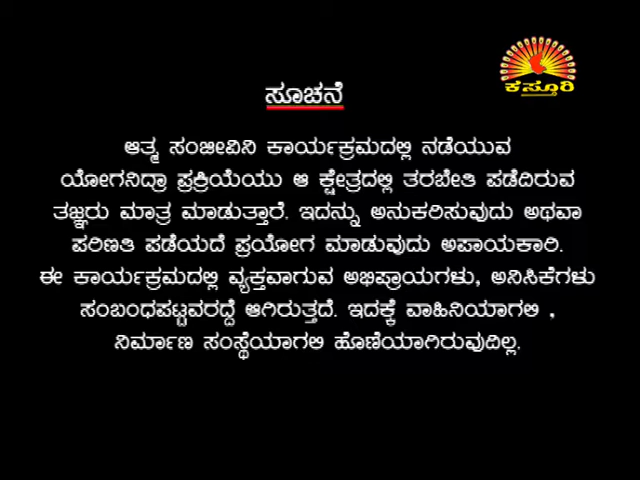 ಕಸ್ತೂರಿ
ಸೂಚನೆ
ಆತ್ಮ ಸಂಜೀವಿನಿ ಕಾರ್ಯಕ್ರಮದಲ್ಲಿ ನಡೆಯುವ
ಯೋಗನಿದ್ರಾ ಪ್ರಕ್ರಿಯೆಯು ಆ ಕ್ಷೇತ್ರದಲ್ಲಿ ತರಬೇತಿ ಪಡೆದಿರುವ
ತಜ್ಞರು ಮಾತ್ರ ಮಾಡುತ್ತಾರೆ. ಇದನ್ನು ಅನುಕರಿಸುವುದು ಅಥವಾ
ಪರಿಣತಿ ಪಡೆಯದೆ ಪ್ರಯೋಗ ಮಾಡುವುದು ಅಪಾಯಕಾರಿ.
ಈ ಕಾರ್ಯಕ್ರಮದಲ್ಲಿ ವ್ಯಕ್ತವಾಗುವ ಅಭಿಪ್ರಾಯಗಳು, ಅನಿಸಿಕೆಗಳು
ಸಂಬಂಧಪಟ್ಟವರದ್ದೆ ಆಗಿರುತ್ತದೆ. ಇದಕ್ಕೆ ವಾಹಿನಿಯಾಗಲಿ ,
ನಿರ್ಮಾಣ ಸಂಸ್ಥೆಯಾಗಲಿ ಹೊಣೆಯಾಗಿರುವುದಿಲ್ಲ.